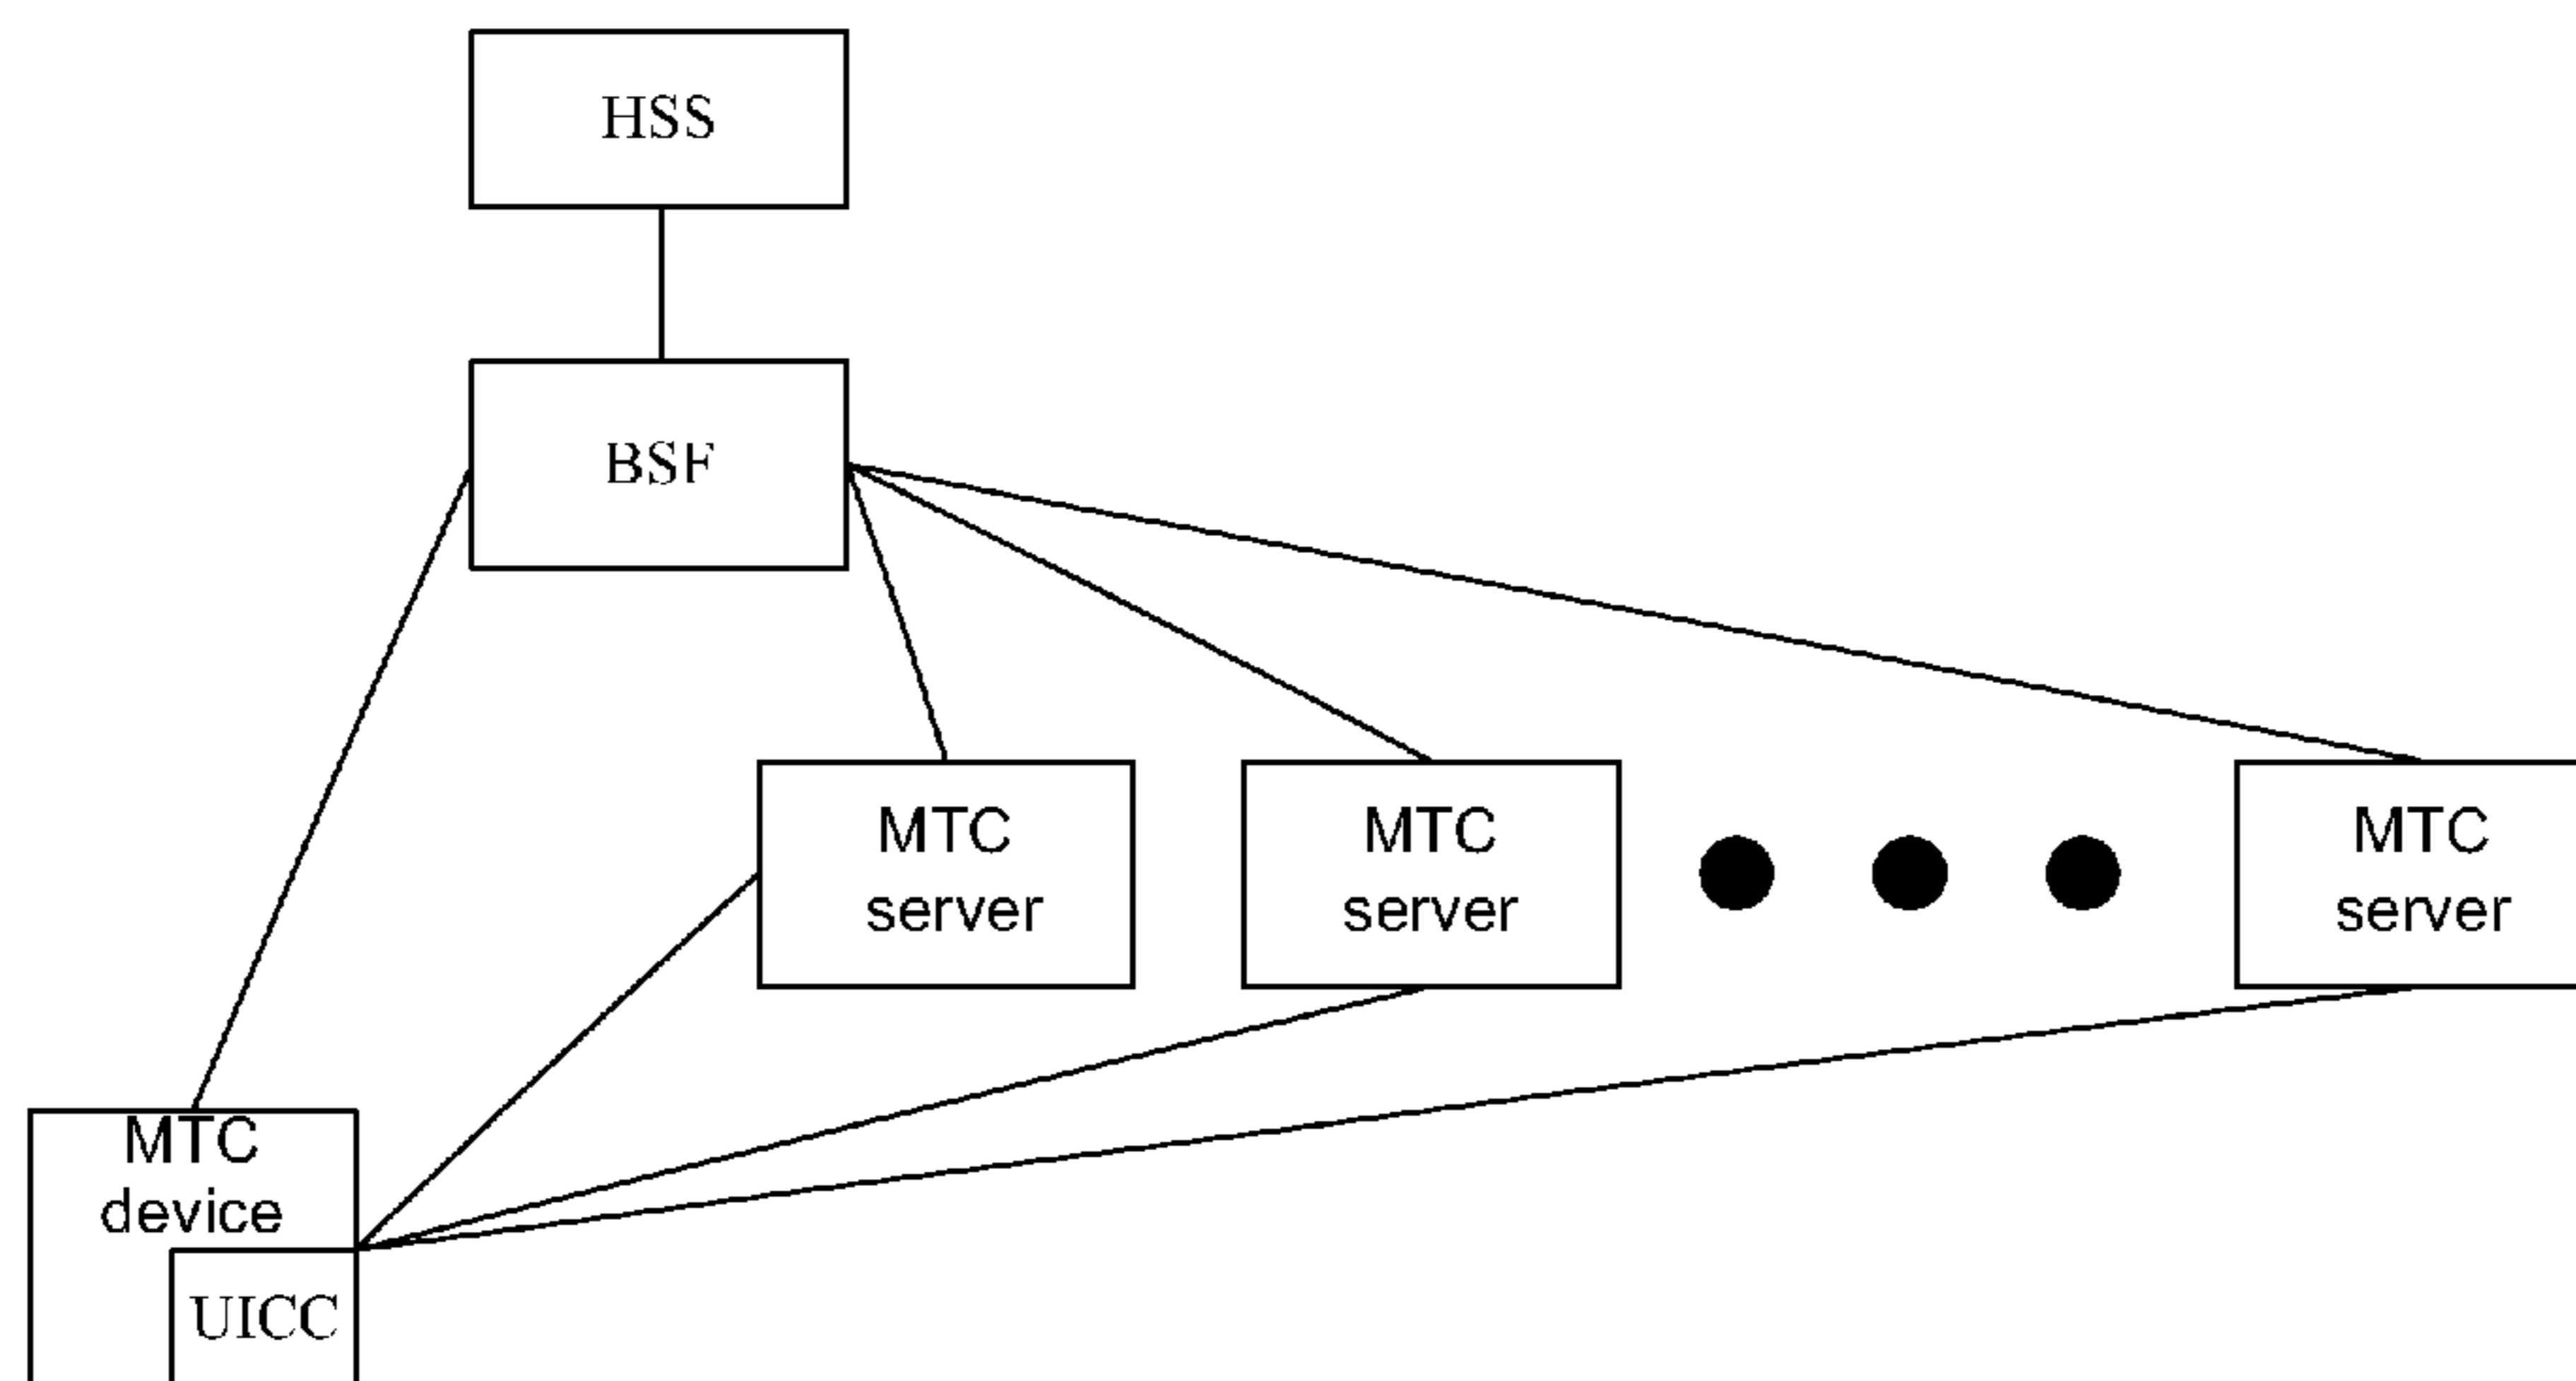 HSS
BSF
MTC
server
MTC
server
MTC
server
MTC
device
UICC